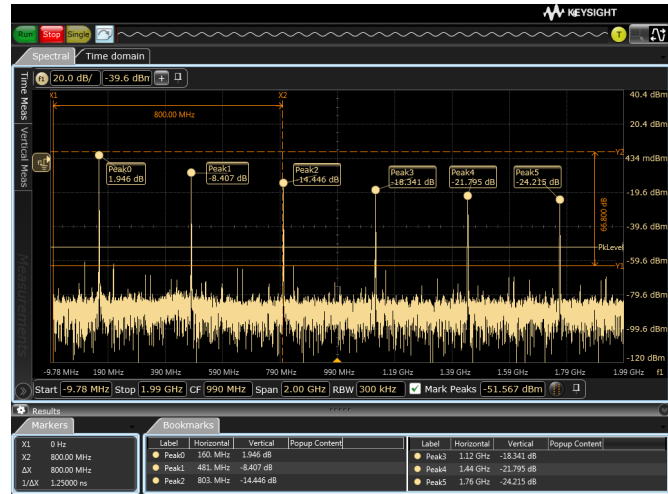 KEYSIGHT
Run Stop Single T
Spectral Time domain
f1 20.0 dB/ -39.6 dBm +
Time Meas
Vertical Meas
Measurements
X1 X2 40.4 dBm
800.00 MHz
20.4 dBm
Y2
434 mdBm
Peak0
1.946 dB
Peak1
-8.407 dB
Peak2
-14.446 dB
Peak3
-18.341 dB
Peak4
-21.795 dB
Peak5
-24.215 dB
-19.6 dBm
66.800 dB
-39.6 dBm
PkLevel
-59.6 dBm
Y1
-79.6 dBm
-99.6 dBm
-120 dBm
-9.78 MHz 190 MHz 390 MHz 590 MHz 790 MHz 990 MHz 1.19 GHz 1.39 GHz 1.59 GHz 1.79 GHz 1.99 GHz f1
Start -9.78 MHz Stop 1.99 GHz CF 990 MHz Span 2.00 GHz RBW 300 kHz Mark Peaks -51.567 dBm
Results
Markers Bookmarks
X1 0 Hz
X2 800.00 MHz
ΔX 800.00 MHz
1/ΔX 1.25000 ns
Label Horizontal Vertical Popup Content
Peak0 160. MHz 1.946 dB
Peak1 481. MHz -8.407 dB
Peak2 803. MHz -14.446 dB
Label Horizontal Vertical Popup Content
Peak3 1.12 GHz -18.341 dB
Peak4 1.44 GHz -21.795 dB
Peak5 1.76 GHz -24.215 dB